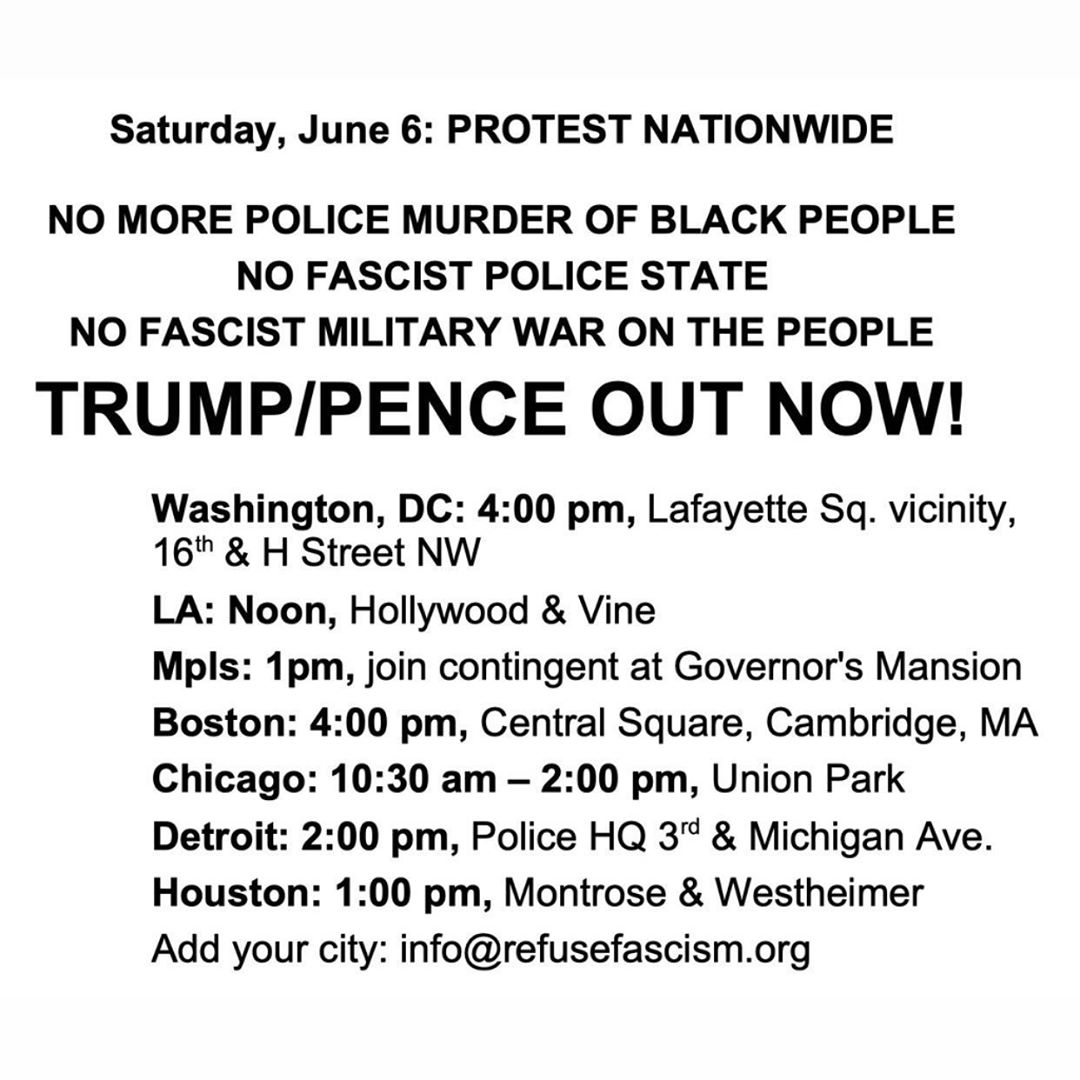 Saturday, June 6: PROTEST NATIONWIDE
NO MORE POLICE MURDER OF BLACK PEOPLE
NO FASCIST POLICE STATE
NO FASCIST MILITARY WAR ON THE PEOPLE
TRUMP/PENCE OUT NOW!
Washington, DC: 4:00 pm, Lafayette Sq. vicinity,
16th & H Street NW
LA: Noon, Hollywood & Vine
Mpls: 1pm, join contingent at Governor's Mansion
Boston: 4:00 pm, Central Square, Cambridge, MA
Chicago: 10:30 am – 2:00 pm, Union Park
Detroit: 2:00 pm, Police HQ 3rd & Michigan Ave.
Houston: 1:00 pm, Montrose & Westheimer
Add your city: info@refusefascism.org